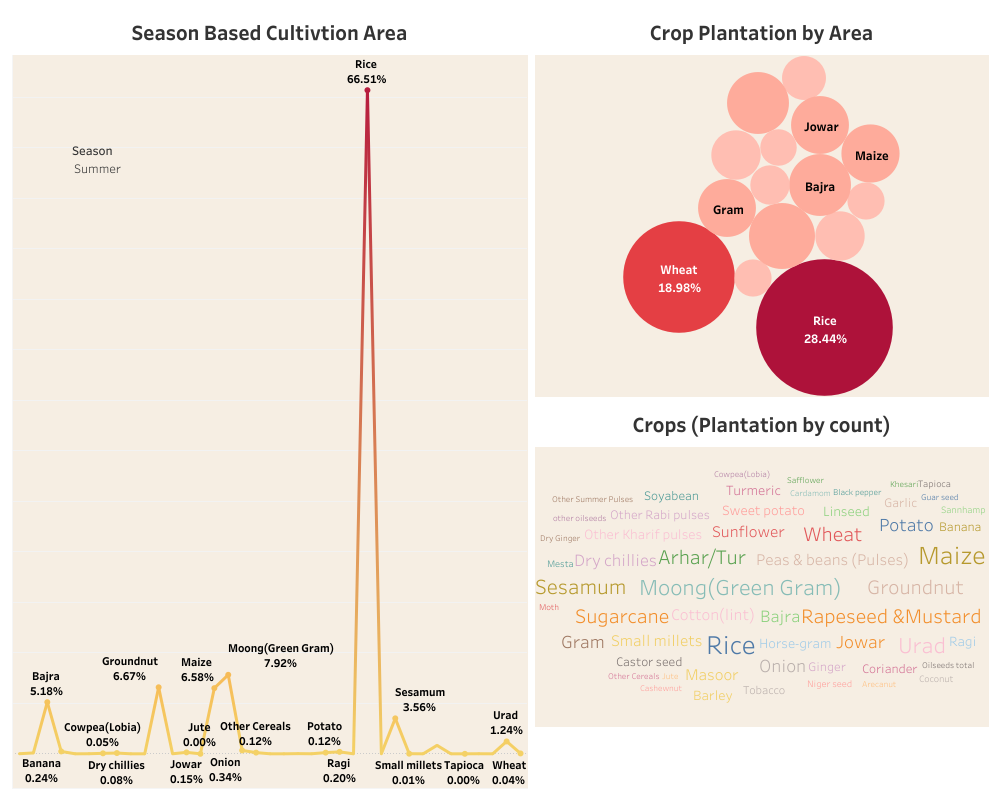 Season Based Cultivtion Area
Rice
66.51%
Season
Summer
Moong(Green Gram)
7.92%
Groundnut
6.67%
Maize
6.58%
Bajra
5.18%
Sesamum
3.56%
Urad
1.24%
Cowpea(Lobia)
0.05%
Jute
0.00%
Other Cereals
0.12%
Potato
0.12%
Banana
0.24%
Dry chillies
0.08%
Jowar
0.15%
Onion
0.34%
Ragi
0.20%
Small millets
0.01%
Tapioca
0.00%
Wheat
0.04%
Crop Plantation by Area
Jowar
Maize
Bajra
Gram
Wheat
18.98%
Rice
28.44%
Crops (Plantation by count)
Cowpea(Lobia)
Safflower
Khesari Tapioca
Turmeric
Cardamom Black pepper
Other Summer Pulses
Soyabean
Garlic
Guar seed
other oilseeds
Other Rabi pulses
Sweet potato
Linseed
Sannhamp
Dry Ginger
Other Kharif pulses
Sunflower
Wheat
Potato
Banana
Mesta
Dry chillies
Arhar/Tur
Peas & beans (Pulses)
Maize
Sesamum
Moong(Green Gram)
Groundnut
Moth
Sugarcane
Cotton(lint)
Bajra
Rapeseed &Mustard
Gram
Small millets
Rice
Horse-gram
Jowar
Urad
Ragi
Castor seed
Onion
Ginger
Coriander
Oilseeds total
Other Cereals
Jute
Masoor
Coconut
Cashewnut
Barley
Tobacco
Niger seed
Arecanut